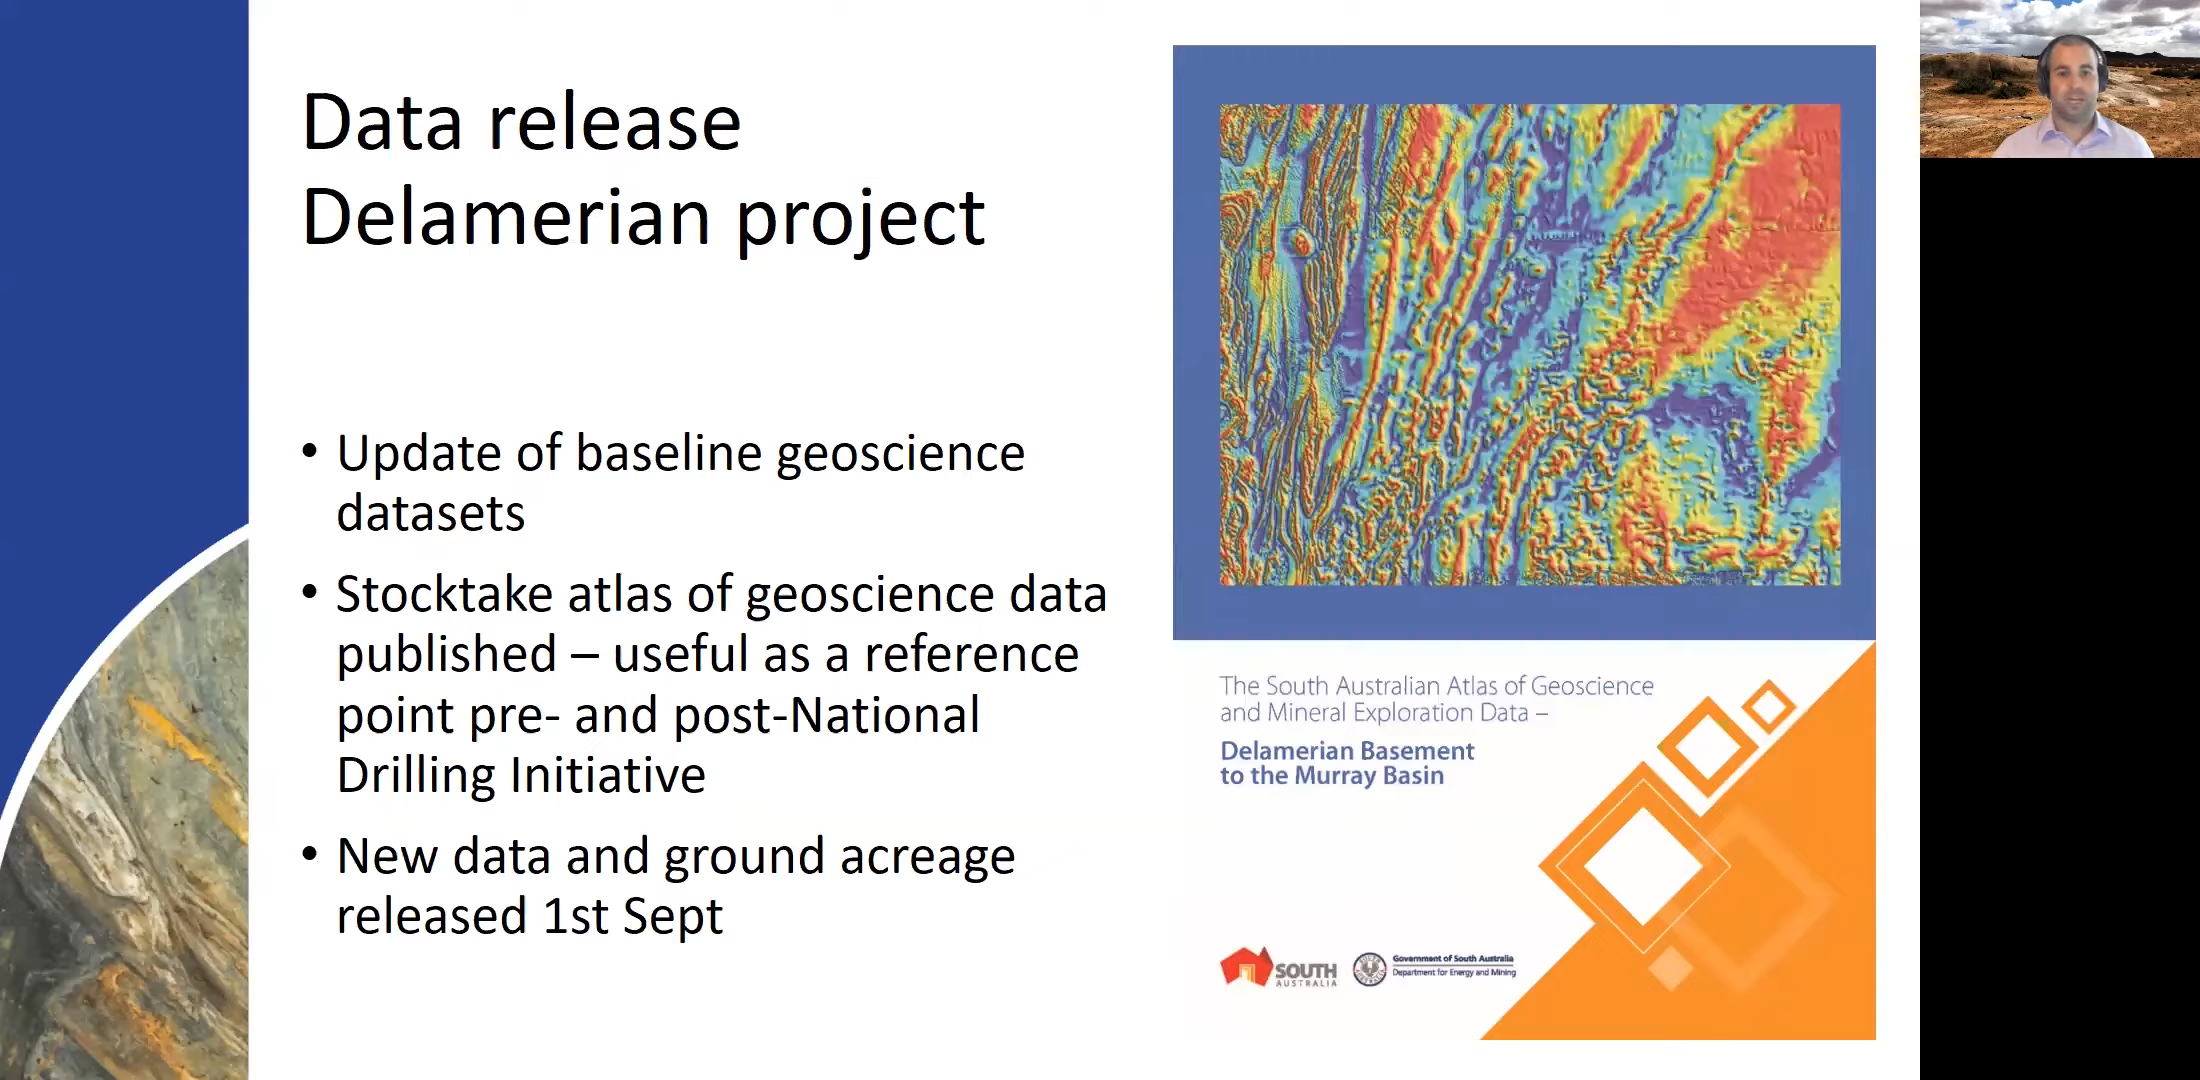 Data release
Delamerian project
• Update of baseline geoscience
datasets
• Stocktake atlas of geoscience data
published – useful as a reference
point pre- and post-National
Drilling Initiative
• New data and ground acreage
released 1st Sept
The South Australian Atlas of Geoscience
and Mineral Exploration Data –
Delamerian Basement
to the Murray Basin
SOUTH
AUSTRALIA
Government of South Australia
Department for Energy and Mining